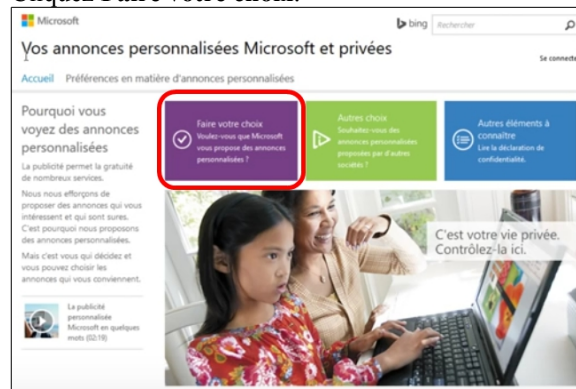 Cliquez Faire votre choix.
Microsoft
bing
Rechercher
Vos annonces personnalisées Microsoft et privées
Se connecte
Accueil Préférences en matière d'annonces personnalisées
Pourquoi vous
voyez des annonces
personnalisées
La publicité permet la gratuité
de nombreux services.
Nous nous efforçons de
proposer des annonces qui vous
intéressent et qui sont sures.
C'est pourquoi nous proposons
des annonces personnalisées.
Mais c'est vous qui décidez et
vous pouvez choisir les
annonces qui vous conviennent.
La publicité
personnalisée
Microsoft en quelques
mots (02:19)
Faire votre choix
Voulez-vous que Microsoft
vous propose des annonces
personnalisées ?
Autres choix
Souhaitez-vous des
annonces personnalisées
proposées par d'autres
sociétés ?
Autres éléments à
connaître
Lire la déclaration de
confidentialité.
C'est votre vie privée.
Contrôlez-la ici.